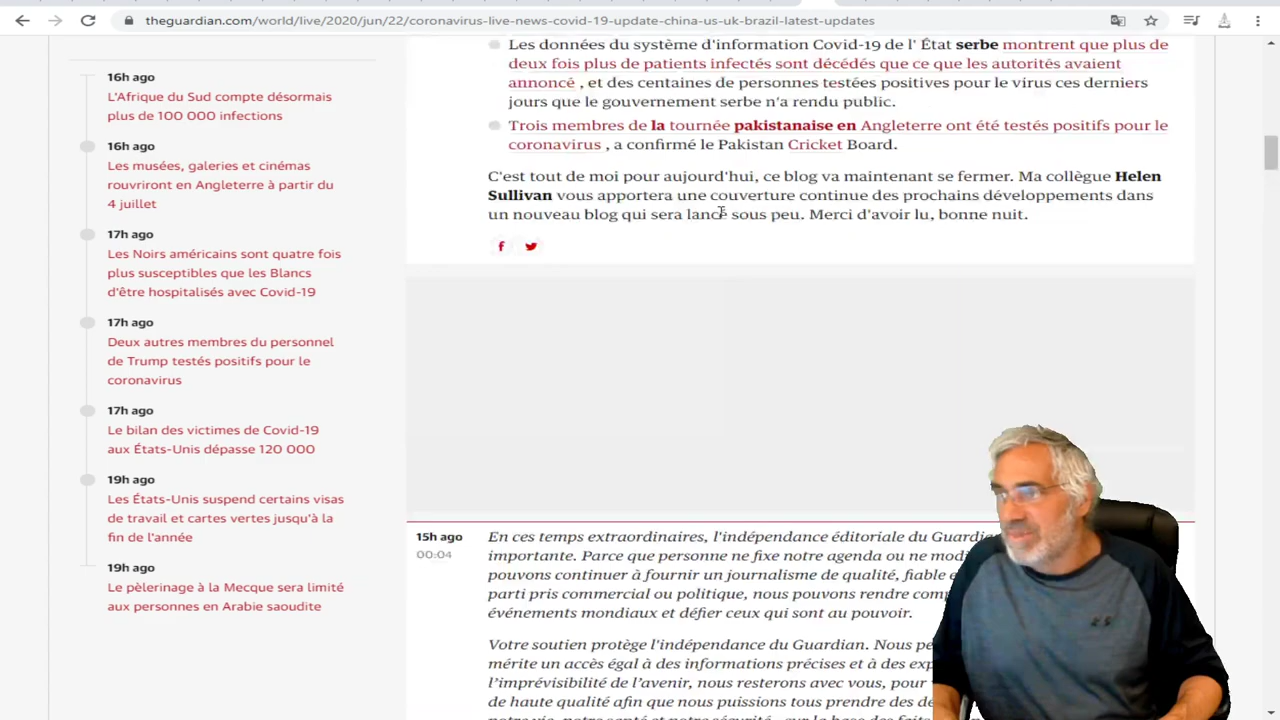 theguardian.com/world/live/2020/jun/22/coronavirus-live-news-covid-19-update-china-us-uk-brazil-latest-updates
16h ago
L'Afrique du Sud compte désormais
plus de 100 000 infections
16h ago
Les musées, galeries et cinémas
rouvriront en Angleterre à partir du
4 juillet
17h ago
Les Noirs américains sont quatre fois
plus susceptibles que les Blancs
d'être hospitalisés avec Covid-19
17h ago
Deux autres membres du personnel
de Trump testés positifs pour le
coronavirus
17h ago
Le bilan des victimes de Covid-19
aux États-Unis dépasse 120 000
19h ago
Les États-Unis suspend certains visas
de travail et cartes vertes jusqu'à la
fin de l'année
19h ago
Le pèlerinage à la Mecque sera limité
aux personnes en Arabie saoudite
Les données du système d'information Covid-19 de l' État serbe montrent que plus de
deux fois plus de patients infectés sont décédés que ce que les autorités avaient
annoncé , et des centaines de personnes testées positives pour le virus ces derniers
jours que le gouvernement serbe n'a rendu public.
Trois membres de la tournée pakistanaise en Angleterre ont été testés positifs pour le
coronavirus , a confirmé le Pakistan Cricket Board.
C'est tout de moi pour aujourd'hui, ce blog va maintenant se fermer. Ma collègue Helen
Sullivan vous apportera une couverture continue des prochains développements dans
un nouveau blog qui sera lancé sous peu. Merci d'avoir lu, bonne nuit.
15h ago
00:04
En ces temps extraordinaires, l'indépendance éditoriale du Guardia
importante. Parce que personne ne fixe notre agenda ou ne modi
pouvons continuer à fournir un journalisme de qualité, fiable e
parti pris commercial ou politique, nous pouvons rendre comp
événements mondiaux et défier ceux qui sont au pouvoir.
Votre soutien protège l'indépendance du Guardian. Nous pe
mérite un accès égal à des informations précises et à des exp
l'imprévisibilité de l'avenir, nous resterons avec vous, pour
de haute qualité afin que nous puissions tous prendre des dé